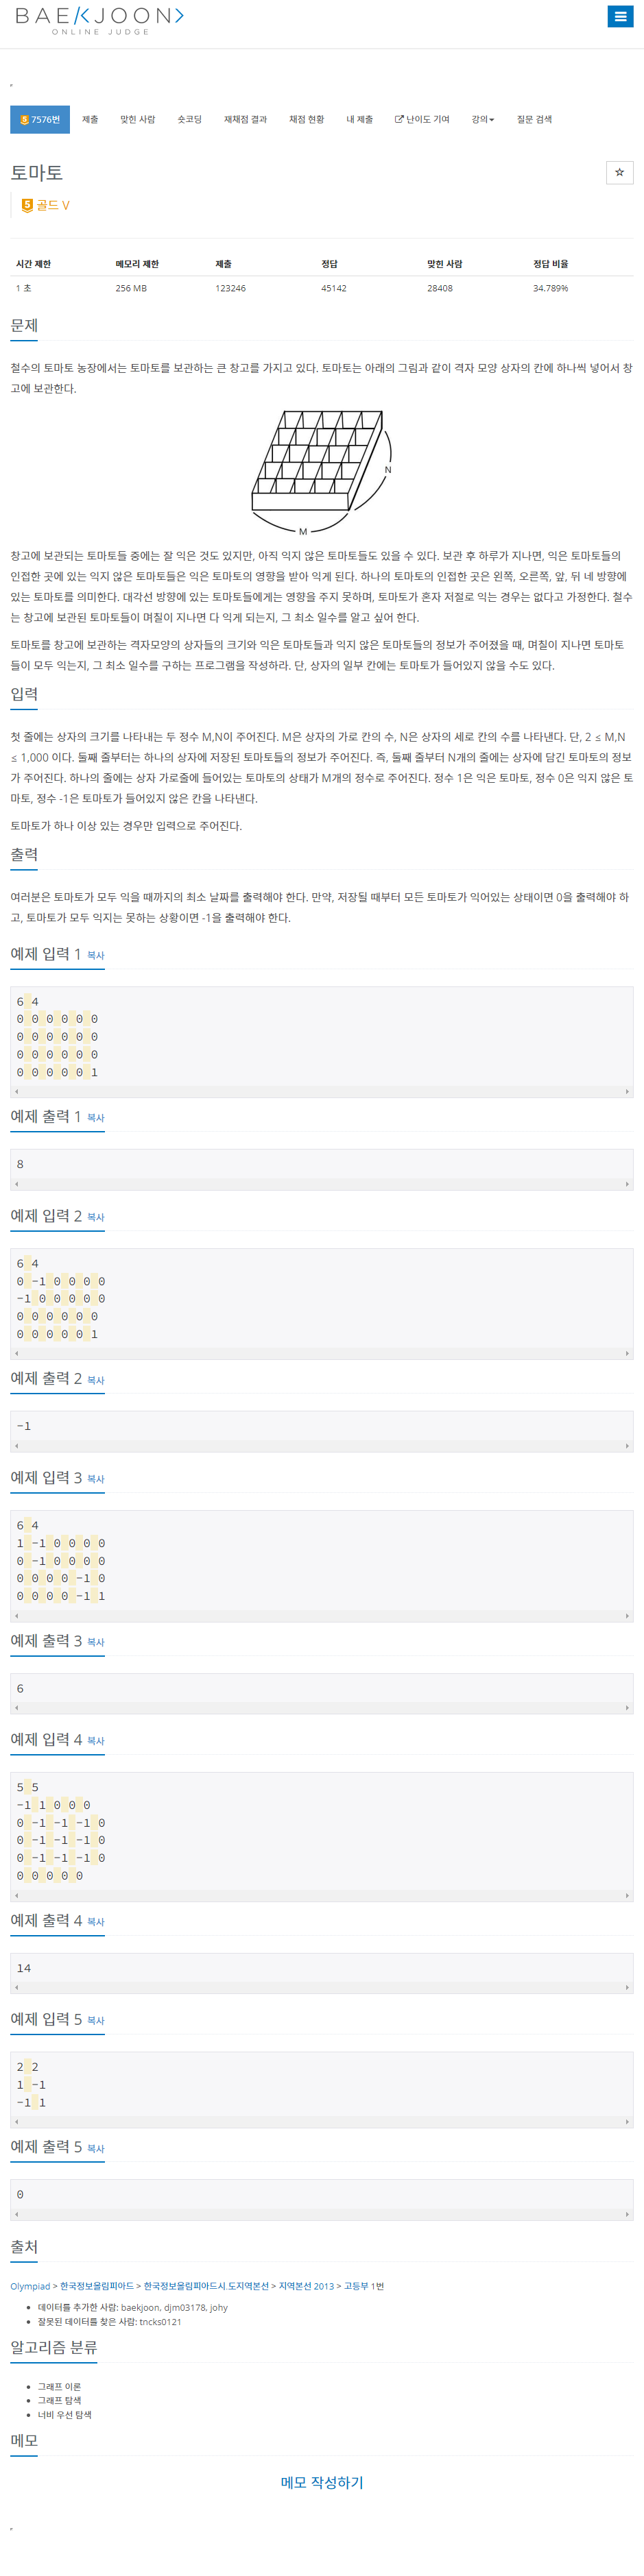 BAEKJOON
ONLINE JUDGE
7576번 제출 맞힌 사람 숏코딩 재채점 결과 채점 현황 내 제출 난이도 기여 강의 질문 검색
토마토
골드 V
시간 제한 메모리 제한 제출 정답 맞힌 사람 정답 비율
1 초 256 MB 123246 45142 28408 34.789%
문제
철수의 토마토 농장에서는 토마토를 보관하는 큰 창고를 가지고 있다. 토마토는 아래의 그림과 같이 격자 모양 상자의 칸에 하나씩 넣어서 창
고에 보관한다.
N
M
창고에 보관되는 토마토들 중에는 잘 익은 것도 있지만, 아직 익지 않은 토마토들도 있을 수 있다. 보관 후 하루가 지나면, 익은 토마토들의
인접한 곳에 있는 익지 않은 토마토들은 익은 토마토의 영향을 받아 익게 된다. 하나의 토마토의 인접한 곳은 왼쪽, 오른쪽, 앞, 뒤 네 방향에
있는 토마토를 의미한다. 대각선 방향에 있는 토마토들에게는 영향을 주지 못하며, 토마토가 혼자 저절로 익는 경우는 없다고 가정한다. 철수
는 창고에 보관된 토마토들이 며칠이 지나면 다 익게 되는지, 그 최소 일수를 알고 싶어 한다.
토마토를 창고에 보관하는 격자모양의 상자들의 크기와 익은 토마토들과 익지 않은 토마토들의 정보가 주어졌을 때, 며칠이 지나면 토마토
들이 모두 익는지, 그 최소 일수를 구하는 프로그램을 작성하라. 단, 상자의 일부 칸에는 토마토가 들어있지 않을 수도 있다.
입력
첫 줄에는 상자의 크기를 나타내는 두 정수 M,N이 주어진다. M은 상자의 가로 칸의 수, N은 상자의 세로 칸의 수를 나타낸다. 단, 2 ≤ M,N
≤ 1,000 이다. 둘째 줄부터는 하나의 상자에 저장된 토마토들의 정보가 주어진다. 즉, 둘째 줄부터 N개의 줄에는 상자에 담긴 토마토의 정보
가 주어진다. 하나의 줄에는 상자 가로줄에 들어있는 토마토의 상태가 M개의 정수로 주어진다. 정수 1은 익은 토마토, 정수 0은 익지 않은 토
마토, 정수 -1은 토마토가 들어있지 않은 칸을 나타낸다.
토마토가 하나 이상 있는 경우만 입력으로 주어진다.
출력
여러분은 토마토가 모두 익을 때까지의 최소 날짜를 출력해야 한다. 만약, 저장될 때부터 모든 토마토가 익어있는 상태이면 0을 출력해야 하
고, 토마토가 모두 익지는 못하는 상황이면 -1을 출력해야 한다.
예제 입력 1 복사
6 4
0 0 0 0 0 0
0 0 0 0 0 0
0 0 0 0 0 0
0 0 0 0 0 1
예제 출력 1 복사
8
예제 입력 2 복사
6 4
0 -1 0 0 0 0
-1 0 0 0 0 0
0 0 0 0 0 0
0 0 0 0 0 1
예제 출력 2 복사
-1
예제 입력 3 복사
6 4
1 -1 0 0 0 0
0 -1 0 0 0 0
0 0 0 0 -1 0
0 0 0 0 -1 1
예제 출력 3 복사
6
예제 입력 4 복사
5 5
-1 1 0 0 0
0 -1 -1 -1 0
0 -1 -1 -1 0
0 -1 -1 -1 0
0 0 0 0 0
예제 출력 4 복사
14
예제 입력 5 복사
2 2
1 -1
-1 1
예제 출력 5 복사
0
출처
Olympiad > 한국정보올림피아드 > 한국정보올림피아드시.도지역본선 > 지역본선 2013 > 고등부 1번
데이터를 추가한 사람: baekjoon, djm03178, johy
잘못된 데이터를 찾은 사람: tncks0121
알고리즘 분류
그래프 이론
그래프 탐색
너비 우선 탐색
메모
메모 작성하기